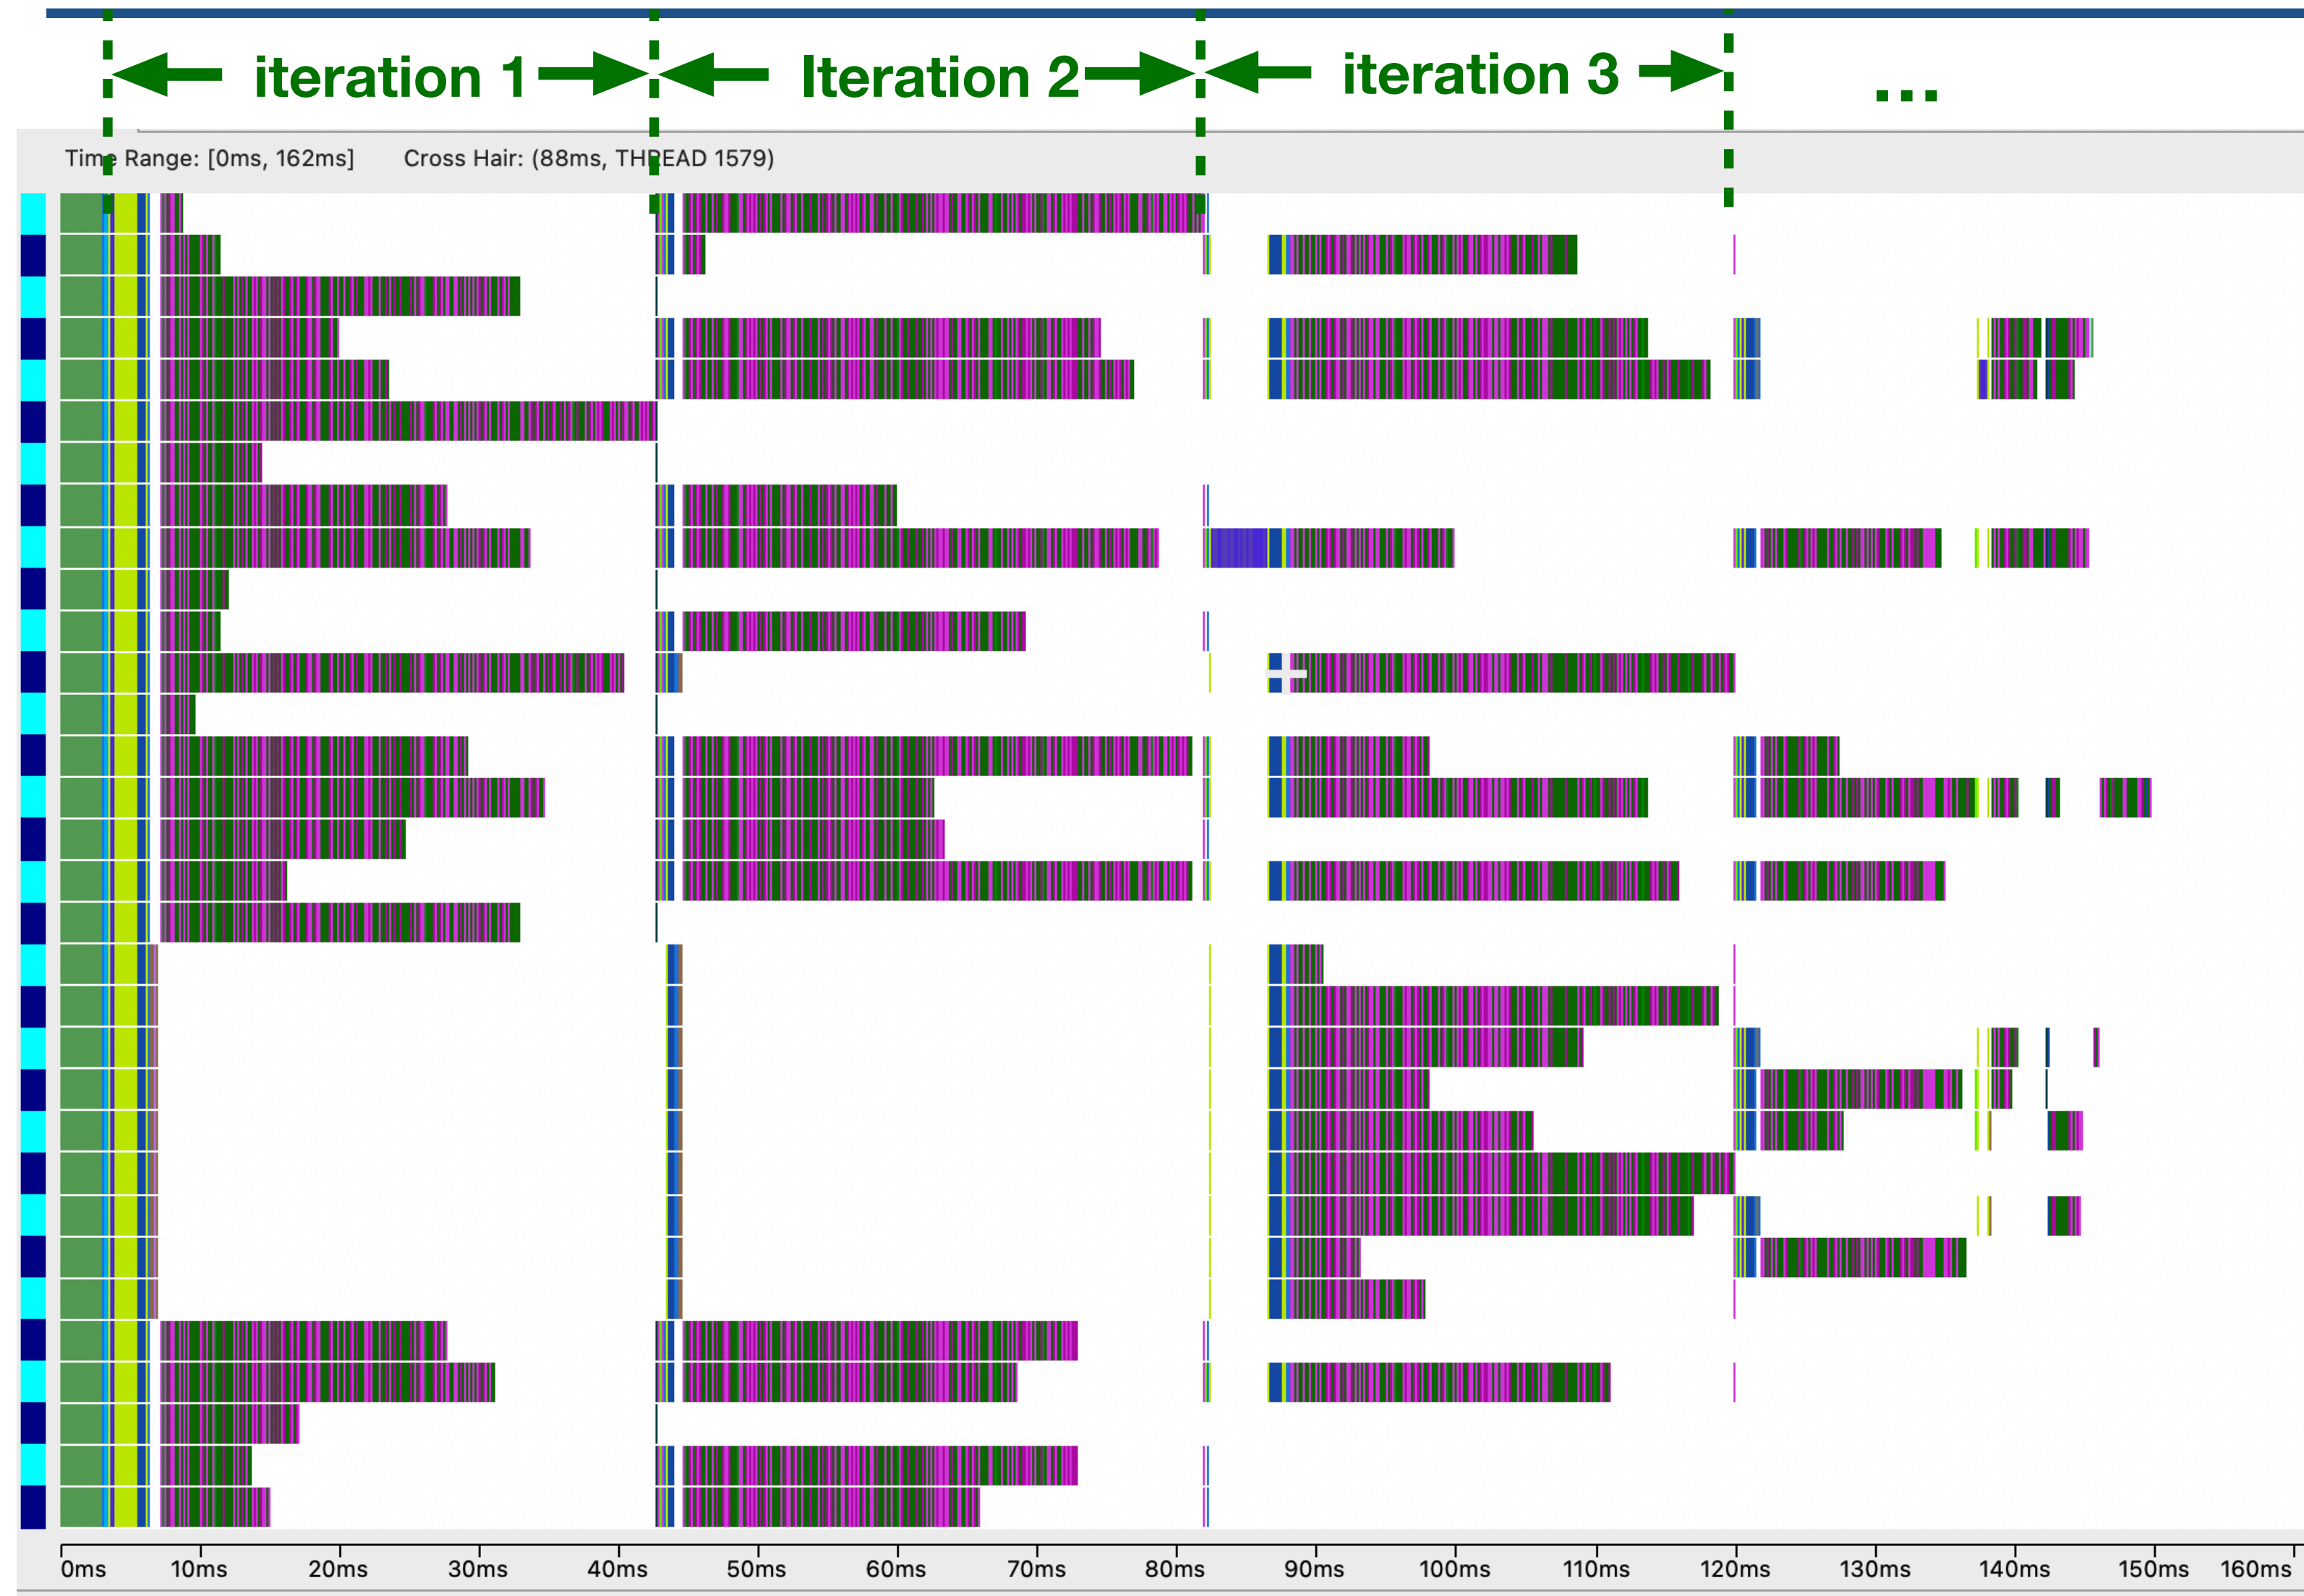 iteration 1 Iteration 2 iteration 3 ...
Time Range: [0ms, 162ms] Cross Hair: (88ms, THREAD 1579)
0ms 10ms 20ms 30ms 40ms 50ms 60ms 70ms 80ms 90ms 100ms 110ms 120ms 130ms 140ms 150ms 160ms